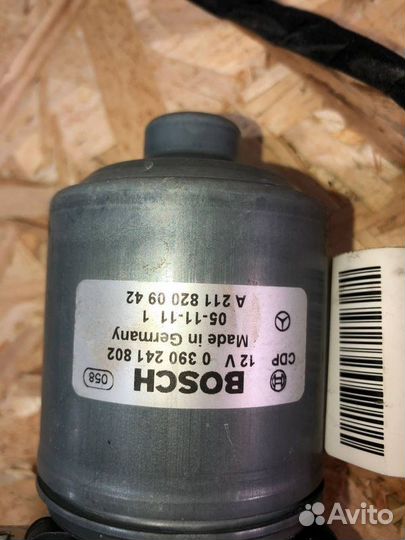 BOSCH
058
CDP
12 V 0 390 241 802
Made in Germany
05-11-11 1
A 211 820 09 42
Avito